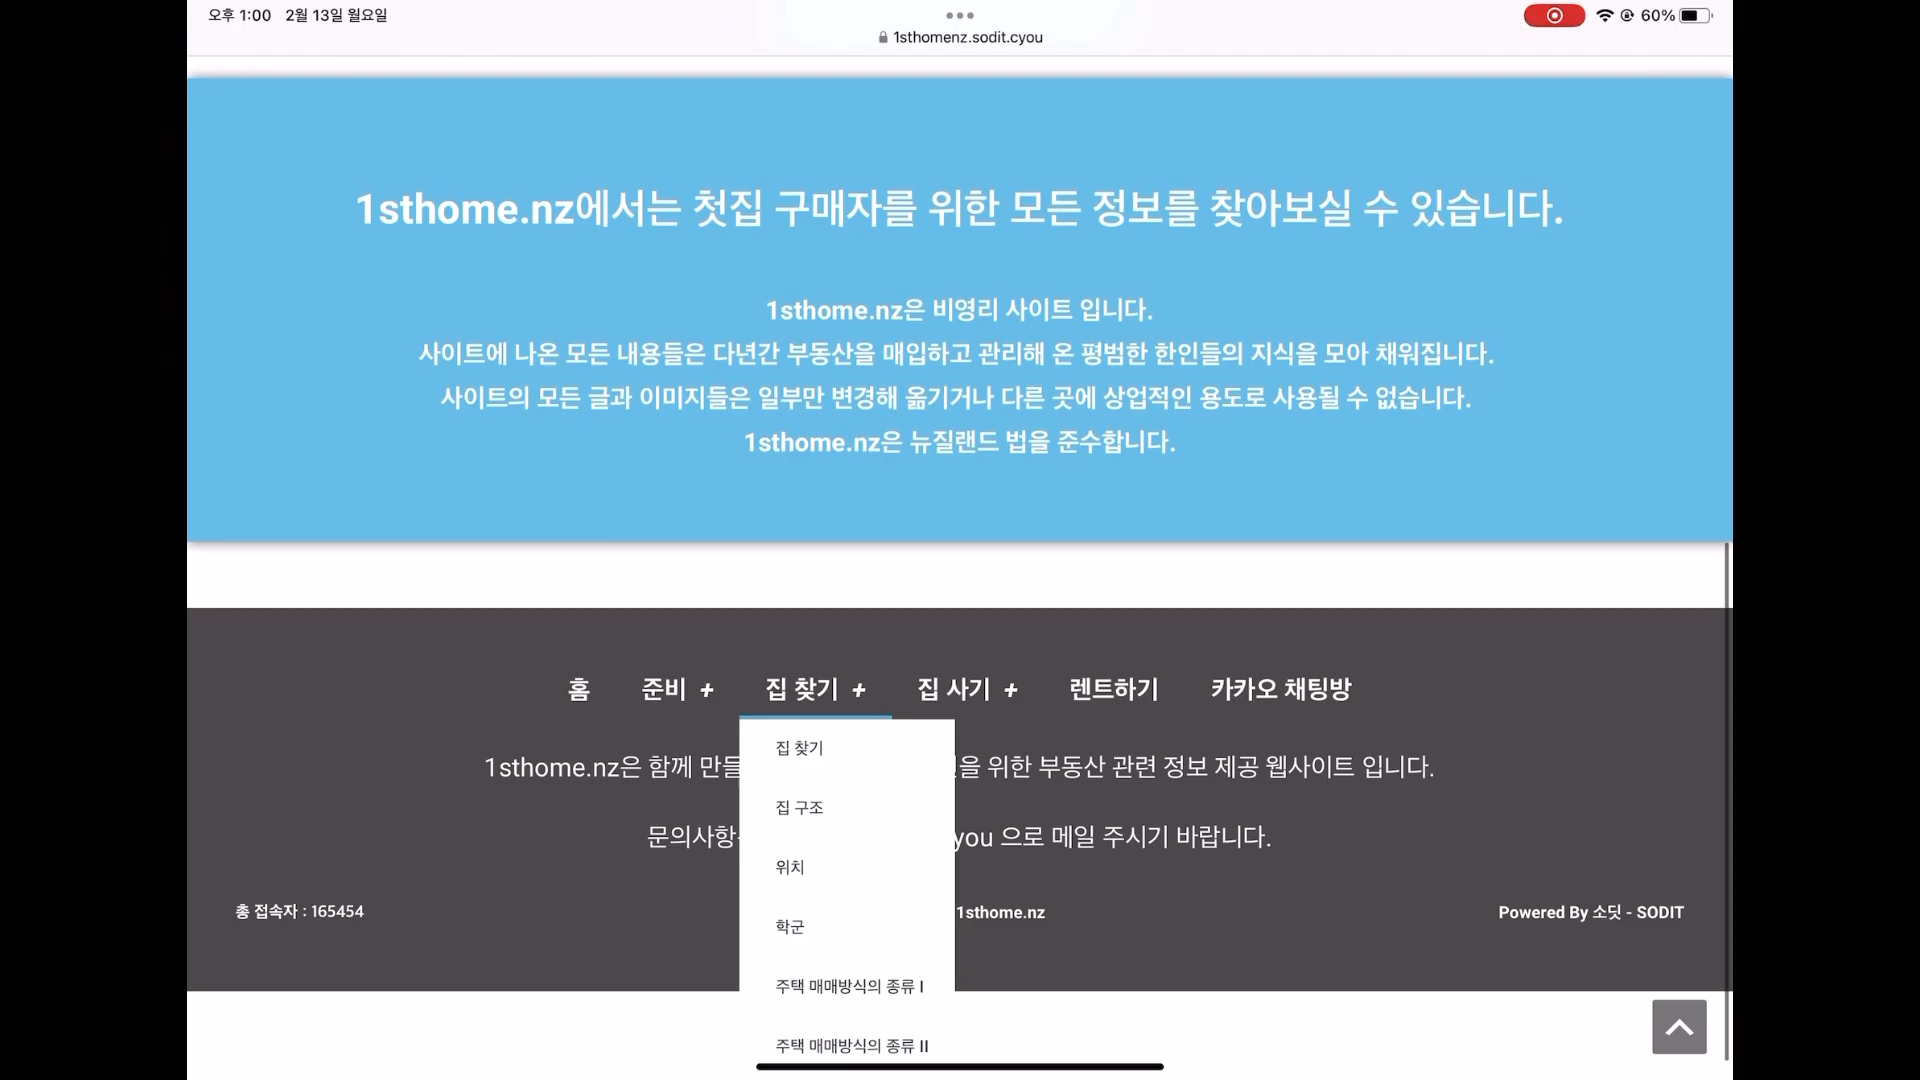 오후 1:00 2월 13일 월요일
60%
1sthomenz.sodit.cyou
1sthome.nz에서는 첫집 구매자를 위한 모든 정보를 찾아보실 수 있습니다.
1sthome.nz은 비영리 사이트 입니다.
사이트에 나온 모든 내용들은 다년간 부동산을 매입하고 관리해 온 평범한 한인들의 지식을 모아 채워집니다.
사이트의 모든 글과 이미지들은 일부만 변경해 옮기거나 다른 곳에 상업적인 용도로 사용될 수 없습니다.
1sthome.nz은 뉴질랜드 법을 준수합니다.
홈 준비 + 집 찾기 + 집 사기 + 렌트하기 카카오 채팅방
집 찾기
1sthome.nz은 함께 만들 위한 부동산 관련 정보 제공 웹사이트 입니다.
집 구조
문의사항 you 으로 메일 주시기 바랍니다.
위치
총 접속자 : 165454 1sthome.nz Powered By 소딧 - SODIT
학군
주택 매매방식의 종류 I
주택 매매방식의 종류 II